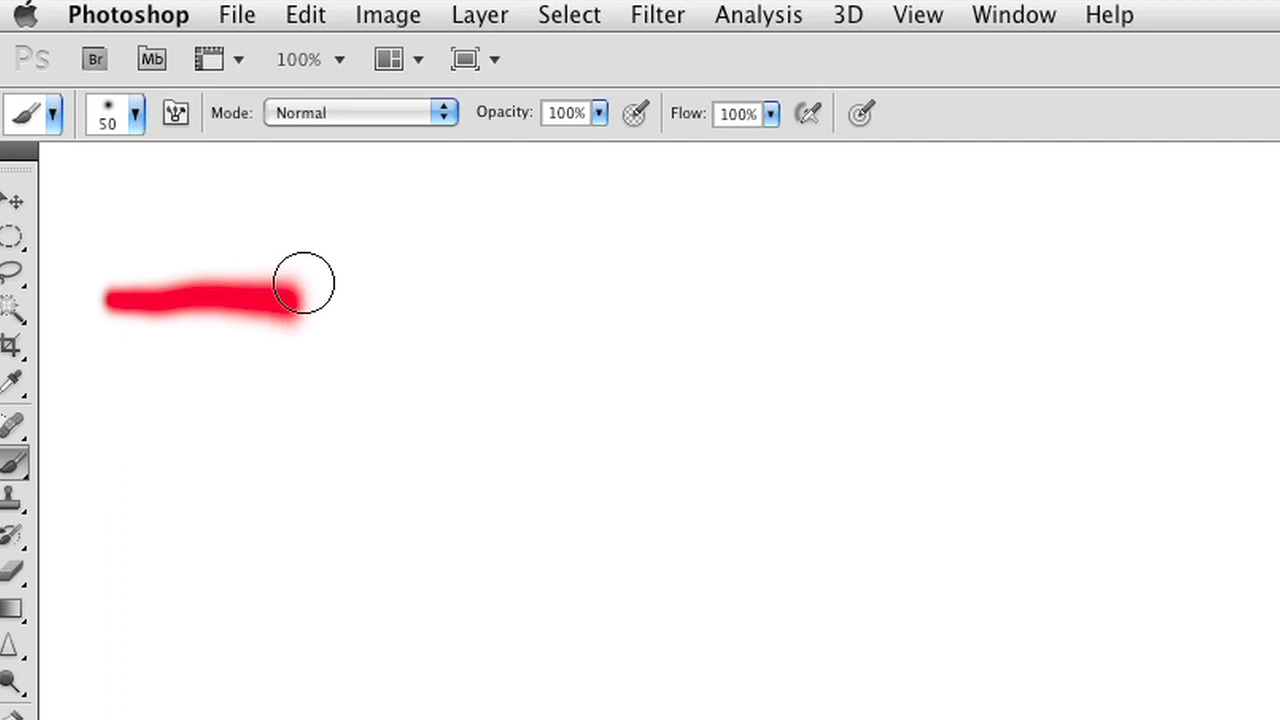 Photoshop File Edit Image Layer Select Filter Analysis 3D View Window Help
Ps Br Mb 100%
50 Mode: Normal Opacity: 100% Flow: 100%